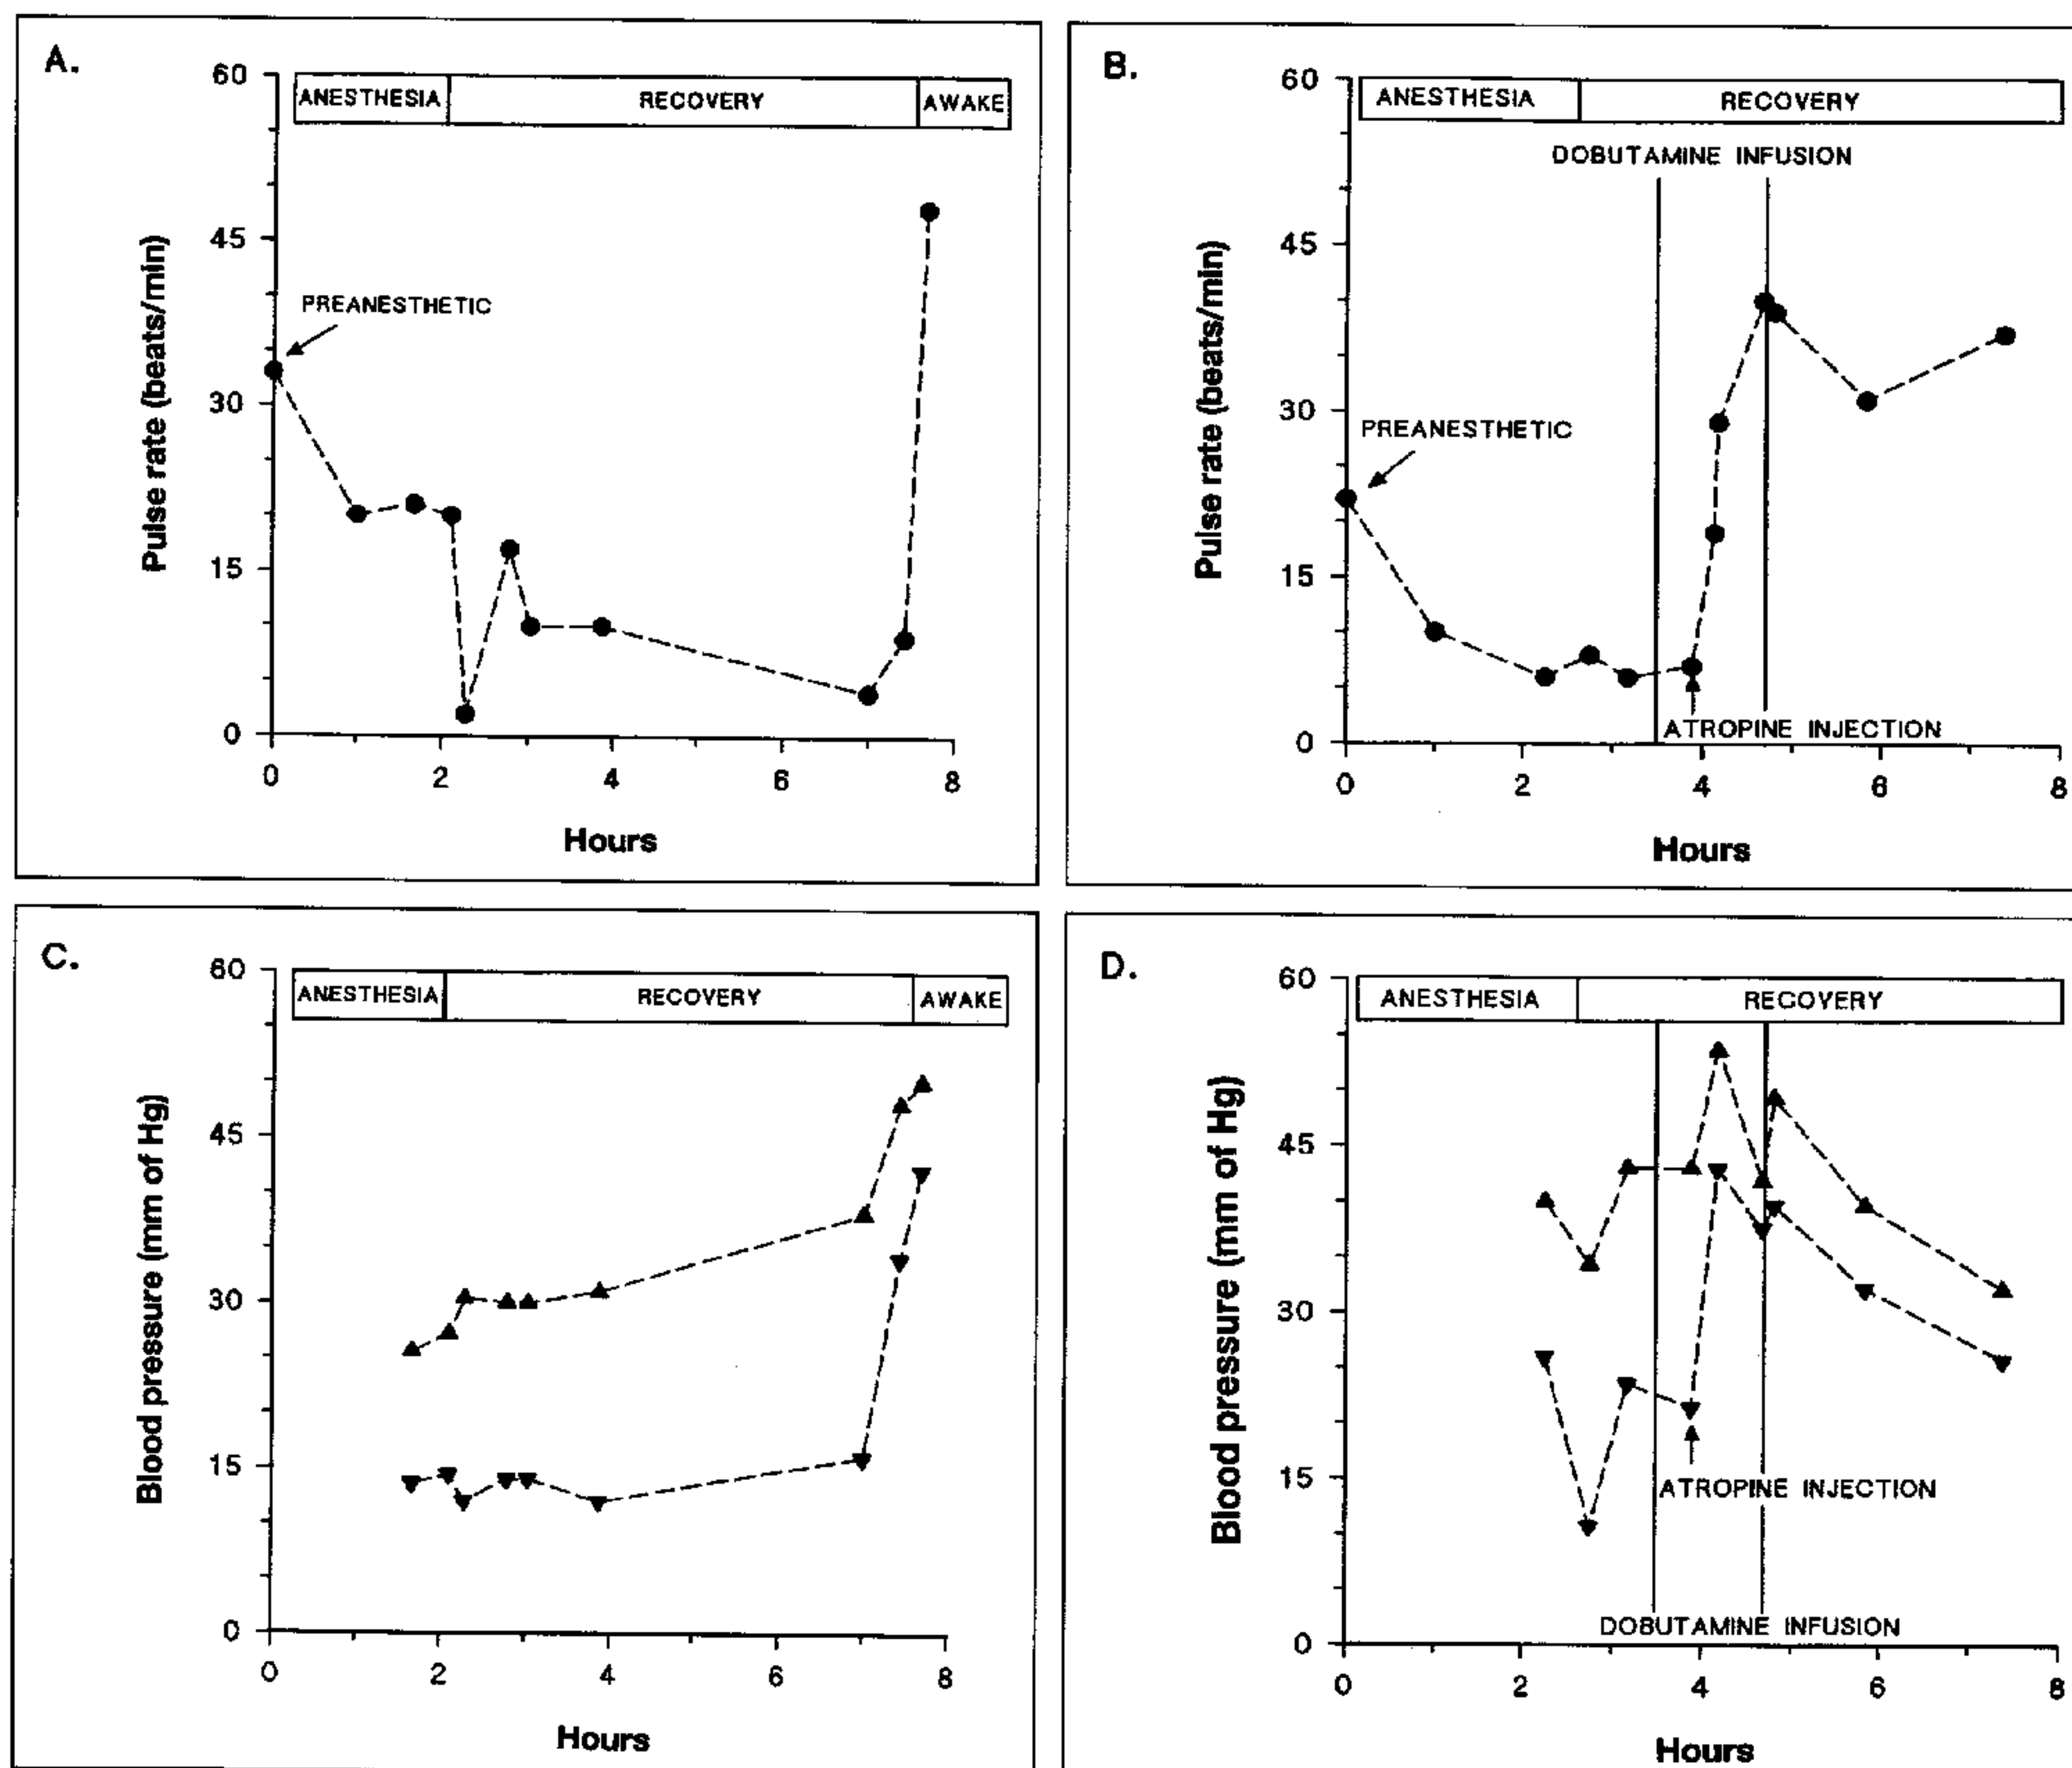 A.
60
ANESTHESIA RECOVERY AWAKE
45
PREANESTHETIC
30
15
0
Pulse rate (beats/min)
0 2 4 6 8
Hours
B.
60
ANESTHESIA RECOVERY
DOBUTAMINE INFUSION
45
30
PREANESTHETIC
15
ATROPINE INJECTION
0
Pulse rate (beats/min)
0 2 4 6 8
Hours
C.
60
ANESTHESIA RECOVERY AWAKE
45
30
15
0
Blood pressure (mm of Hg)
0 2 4 6 8
Hours
D.
60
ANESTHESIA RECOVERY
45
30
15
ATROPINE INJECTION
DOBUTAMINE INFUSION
0
Blood pressure (mm of Hg)
0 2 4 6 8
Hours